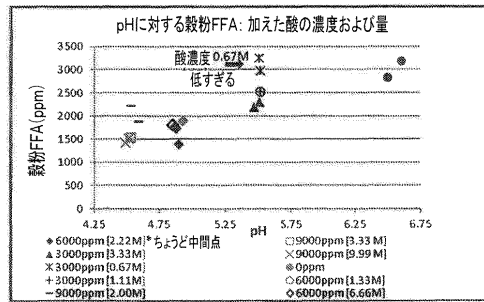 pHに対する穀粉FFA: 加えた酸の濃度および量
酸濃度 0.67M
低すぎる
穀粉FFA(ppm)
3500
3000
2500
2000
1500
1000
500
0
4.25 4.75 5.25 5.75 6.25 6.75
pH
6000ppm [2.22M]*ちょうど中間点
9000ppm [3.33 M]
3000ppm [3.33M]
9000ppm [9.99 M]
3000ppm [0.67M]
0ppm
3000ppm [1.11M]
6000ppm [1.33M]
9000ppm [2.00M]
6000ppm [6.66M]